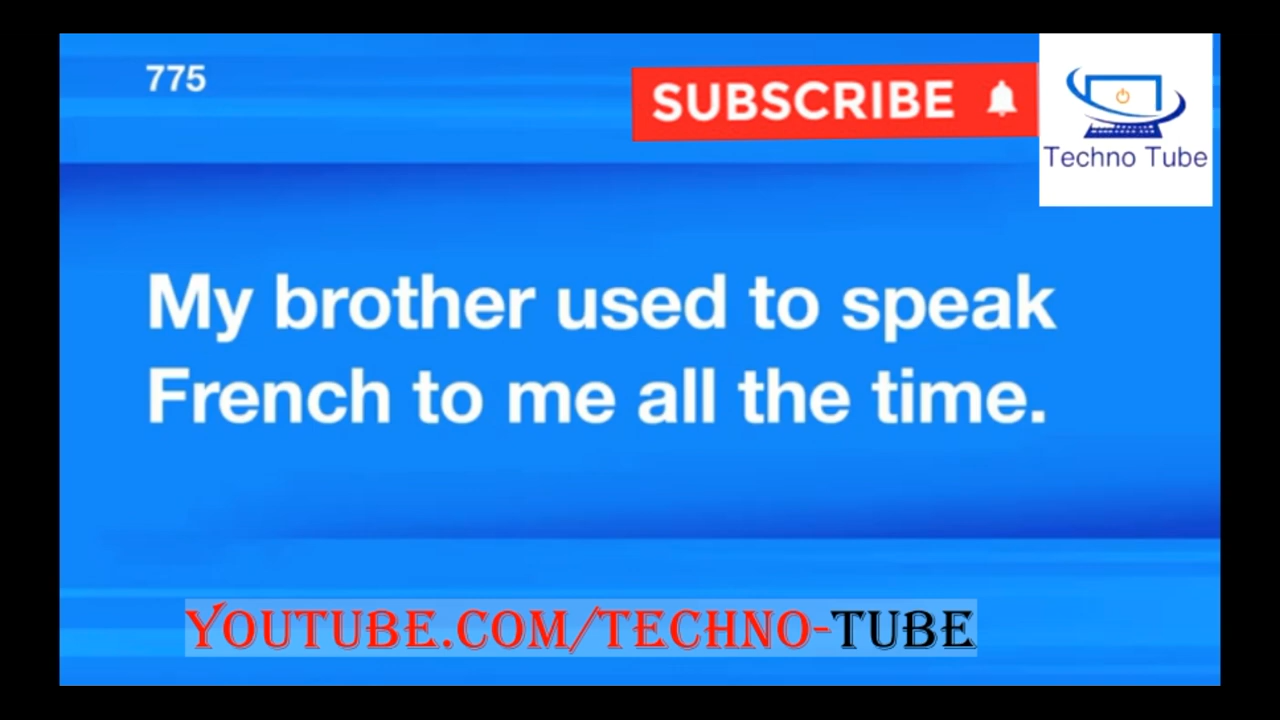 775
SUBSCRIBE
Techno Tube
My brother used to speak
French to me all the time.
YOUTUBE.COM/TECHNO-TUBE